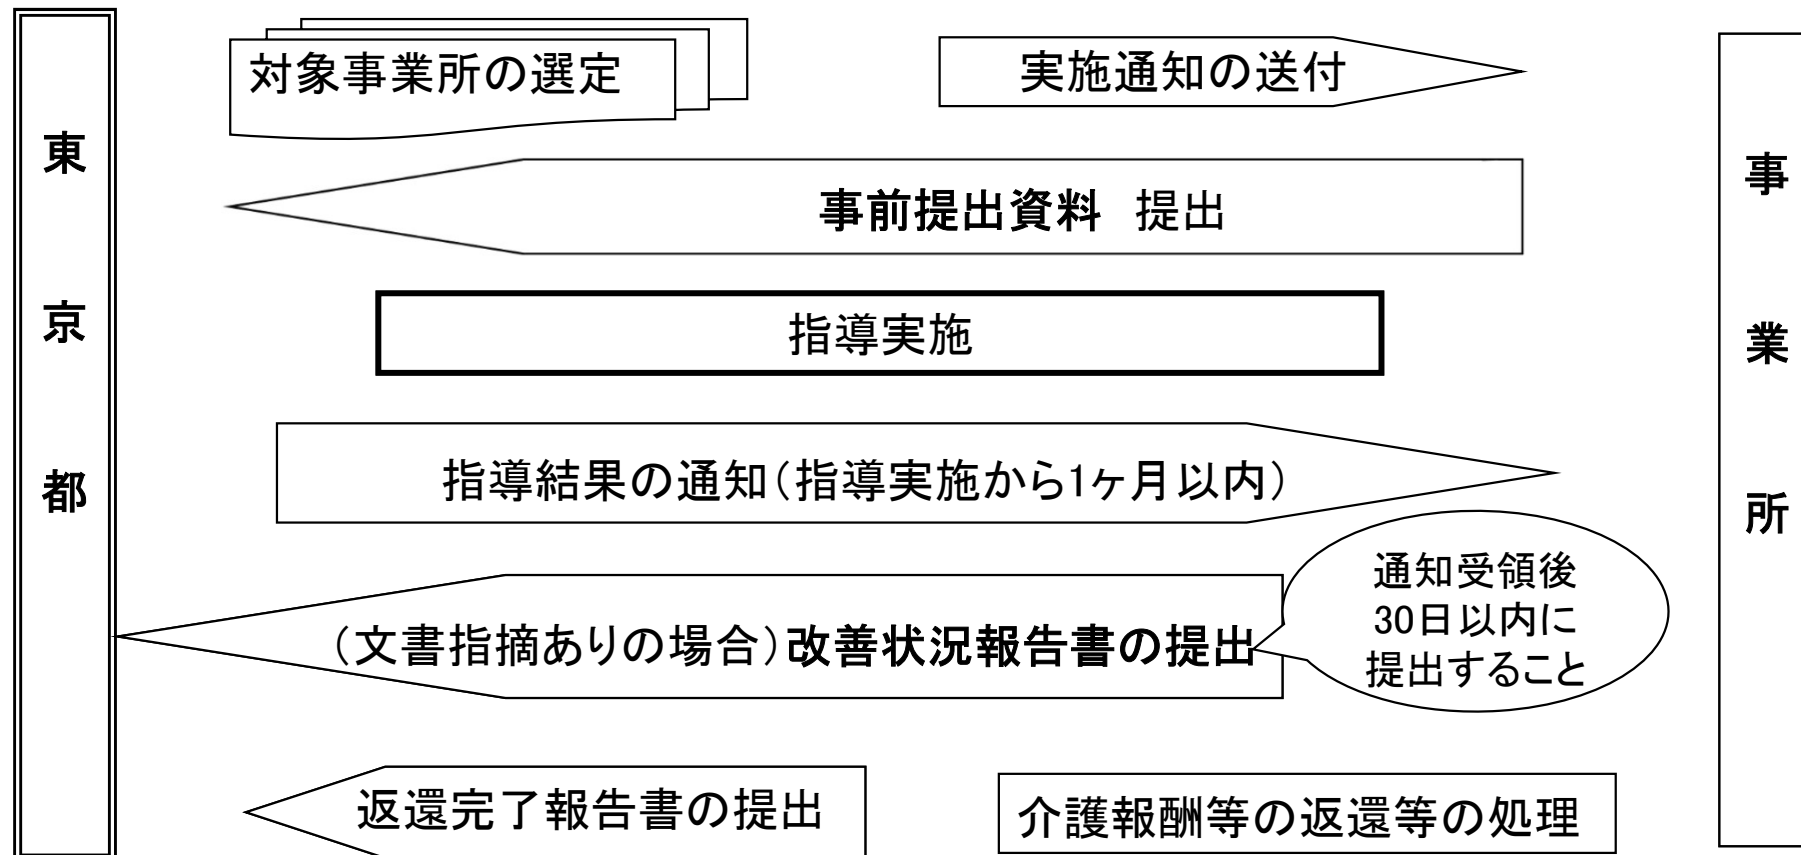 東京都
対象事業所の選定
実施通知の送付
事業所
事前提出資料　提出
指導実施
指導結果の通知（指導実施から1ヶ月以内）
（文書指摘ありの場合）改善状況報告書の提出
通知受領後
30日以内に
提出すること
返還完了報告書の提出
介護報酬等の返還等の処理